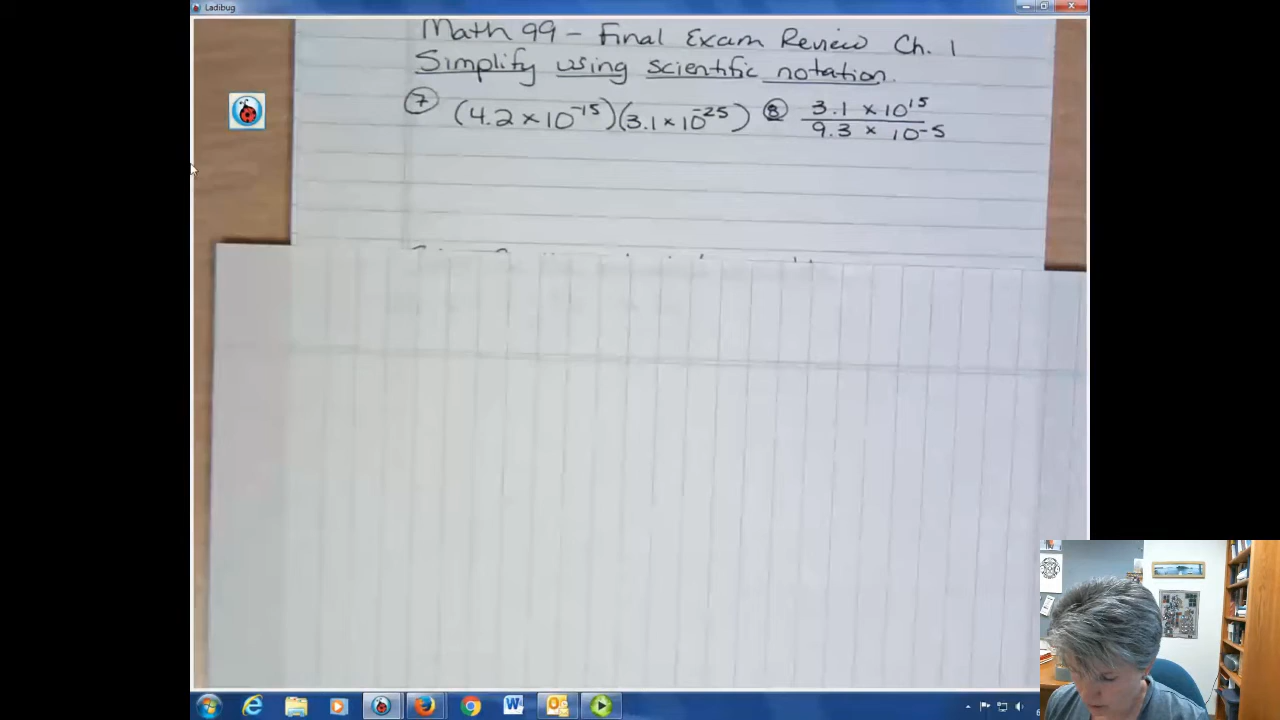 Ladibug
Math 99 - Final Exam Review Ch. 1
Simplify using scientific notation.
⑦ (4.2 × 10⁻¹⁵)(3.1 × 10⁻²⁵) ⑧ 3.1 × 10¹⁵
9.3 × 10⁻⁵